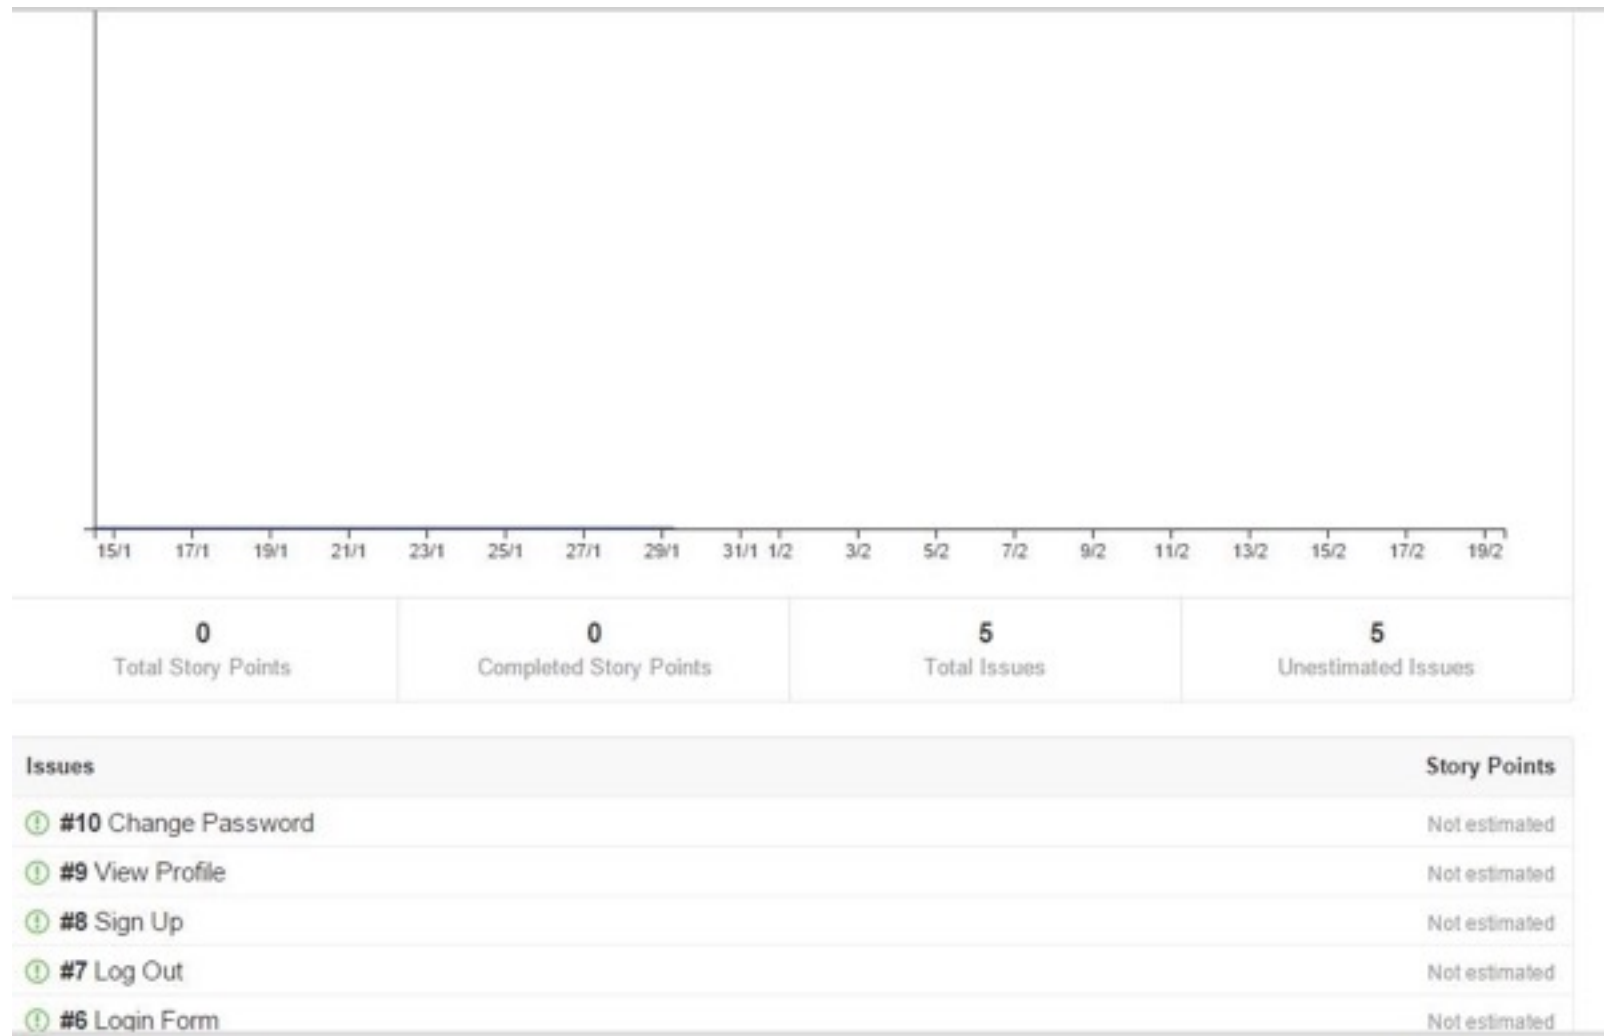 15/1 17/1 19/1 21/1 23/1 25/1 27/1 29/1 31/1 1/2 3/2 5/2 7/2 9/2 11/2 13/2 15/2 17/2 19/2
0 0 5 5
Total Story Points Completed Story Points Total Issues Unestimated Issues
Issues Story Points
#10 Change Password Not estimated
#9 View Profile Not estimated
#8 Sign Up Not estimated
#7 Log Out Not estimated
#6 Login Form Not estimated